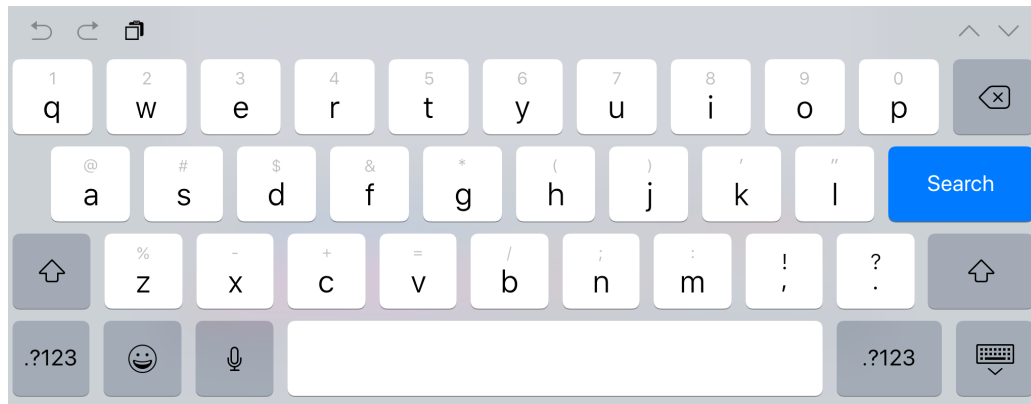 1 2 3 4 5 6 7 8 9 0
q w e r t y u i o p
@ # $ & * ( ) ' "
a s d f g h j k l Search
% - + = / ; : ! ?
z x c v b n m , .
.?123 .?123